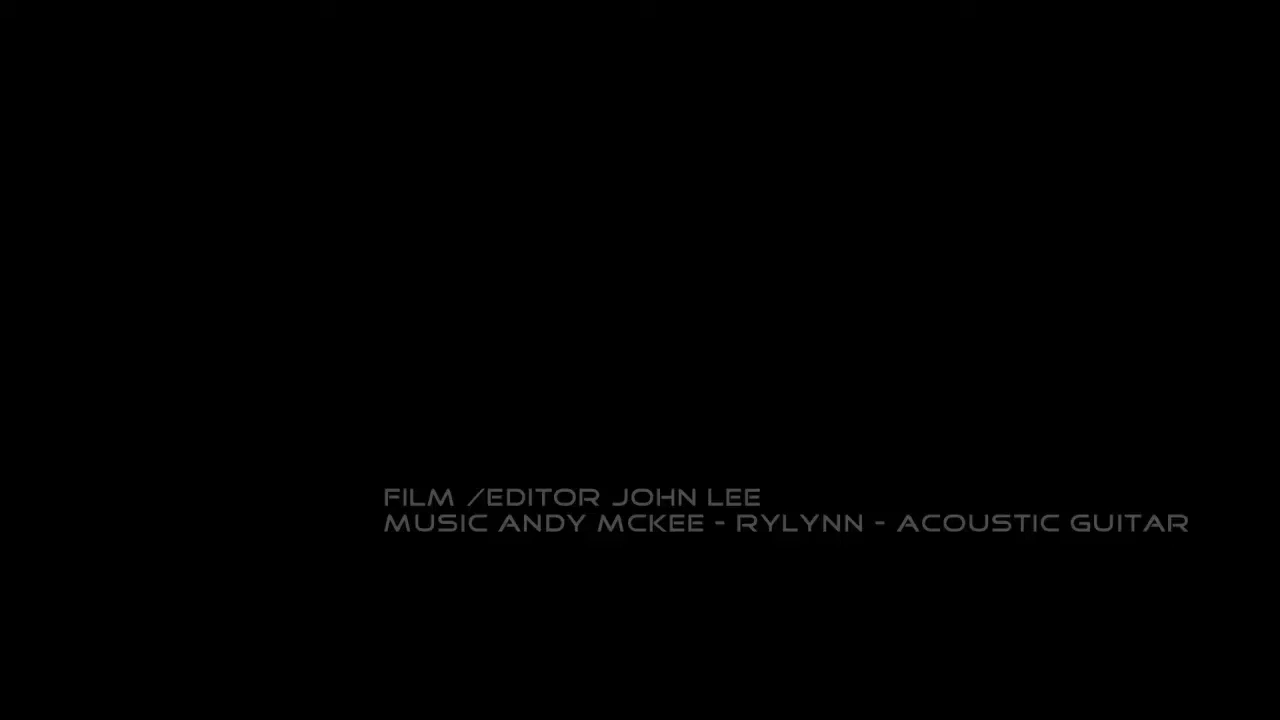 FILM /EDITOR JOHN LEE
MUSIC ANDY MCKEE - RYLYNN - ACOUSTIC GUITAR